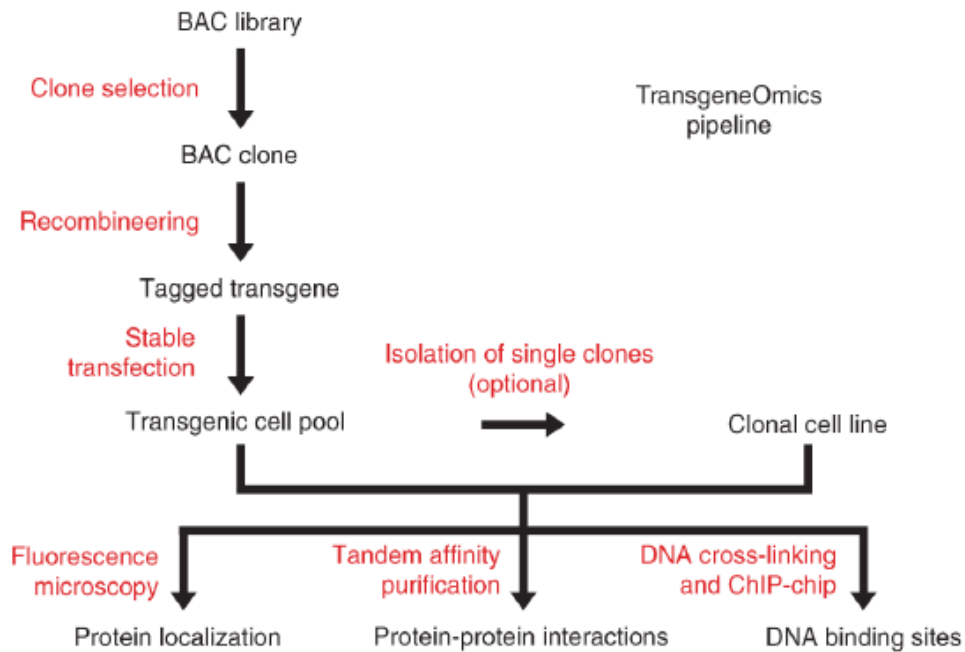 BAC library
Clone selection
TransgeneOmics
pipeline
BAC clone
Recombineering
Tagged transgene
Stable
transfection
Isolation of single clones
(optional)
Transgenic cell pool
Clonal cell line
Fluorescence
microscopy
Tandem affinity
purification
DNA cross-linking
and ChIP-chip
Protein localization
Protein-protein interactions
DNA binding sites